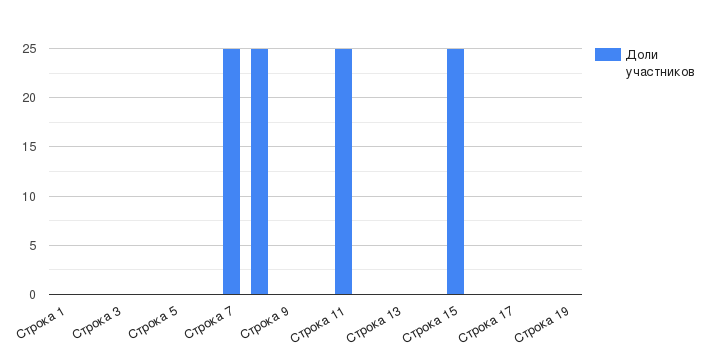 25
20
15
10
5
0
Строка 1
Строка 3
Строка 5
Строка 7
Строка 9
Строка 11
Строка 13
Строка 15
Строка 17
Строка 19
Доли
участников